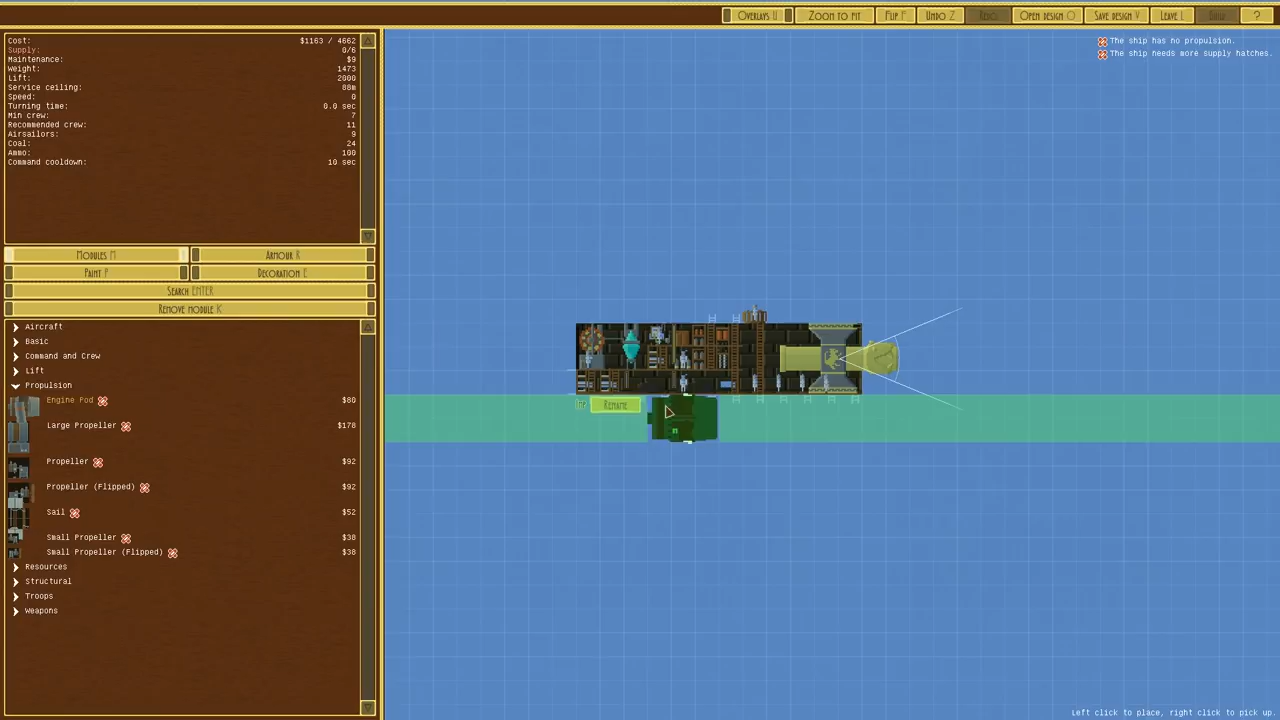 Overlays U
Zoom to fit
Flip F
Undo Z
Redo
Open design O
Save design V
Leave L
Build
?
Cost: $1163 / 4662
Supply: 0/6
Maintenance: $9
Weight: 1473
Lift: 2000
Service ceiling: 88m
Speed: 0
Turning time: 0.0 sec
Min crew: 7
Recommended crew: 11
Airsailors: 9
Coal: 24
Ammo: 100
Command cooldown: 10 sec
The ship has no propulsion.
The ship needs more supply hatches.
Modules M
Armour R
Paint P
Decoration E
Search ENTER
Remove module K
Aircraft
Basic
Command and Crew
Lift
Propulsion
Engine Pod $80
Large Propeller $178
Propeller $92
Propeller (Flipped) $92
Sail $52
Small Propeller $38
Small Propeller (Flipped) $38
Resources
Structural
Troops
Weapons
Rename
Left click to place, right click to pick up.